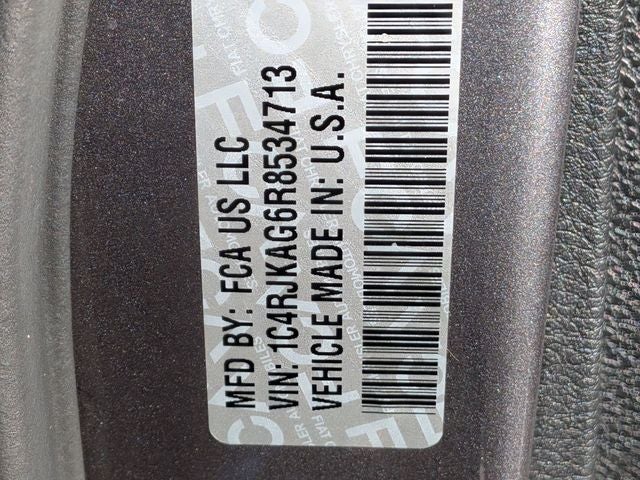 MFD BY: FCA US LLC
VIN: 1C4RJKAG6R8534713
VEHICLE MADE IN: U.S.A.